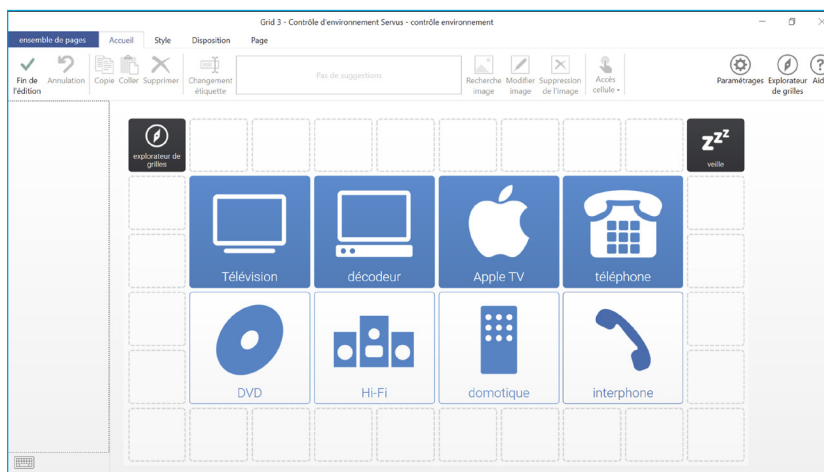 Grid 3 - Contrôle d'environnement Servus - contrôle environnement
ensemble de pages Accueil Style Disposition Page
Fin de l'édition
Annulation
Copie
Coller
Supprimer
Changement étiquette
Pas de suggestions
Recherche image
Modifier image
Suppression de l'image
Accès cellule
Paramétrages
Explorateur de grilles
Aid
explorateur de grilles
zzz
veille
Télévision
décodeur
Apple TV
téléphone
DVD
Hi-Fi
domotique
interphone